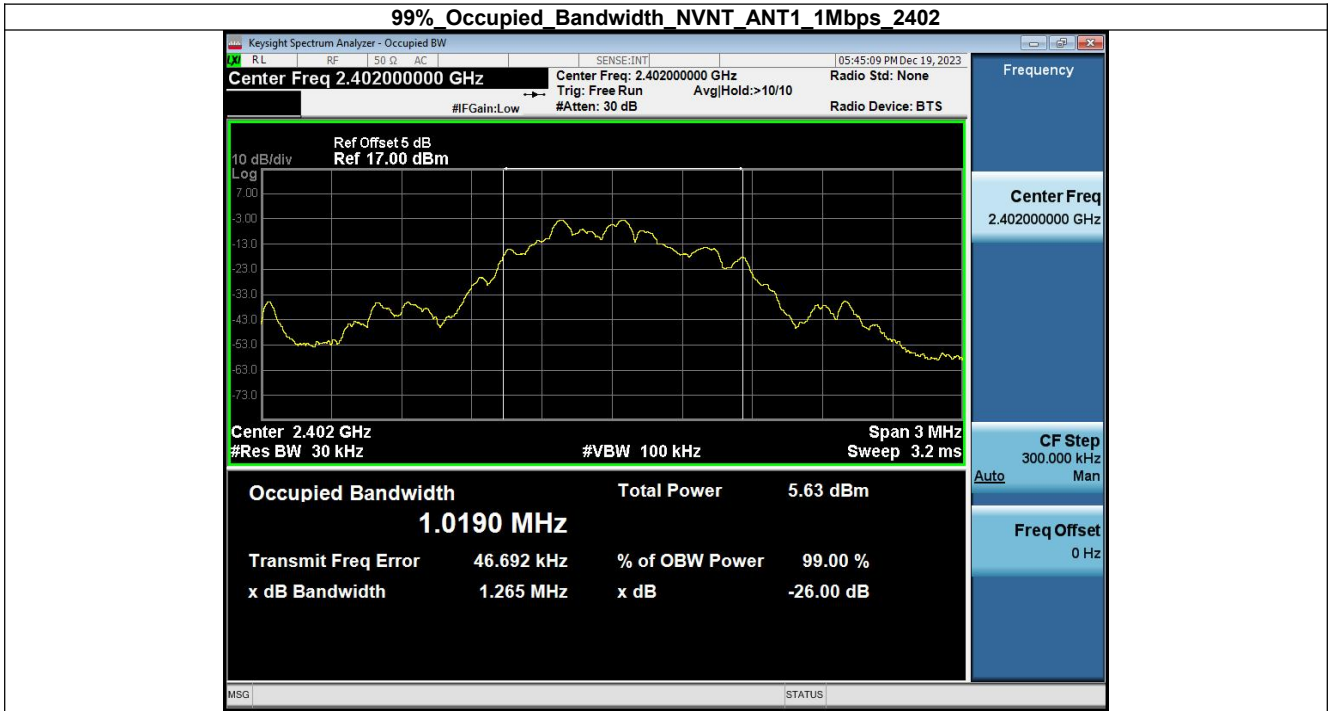 99%_Occupied_Bandwidth_NVNT_ANT1_1Mbps_2402
Keysight Spectrum Analyzer - Occupied BW
LXI RL RF 50 Ω AC SENSE:INT 05:45:09 PM Dec 19, 2023
Center Freq 2.402000000 GHz Center Freq: 2.402000000 GHz Radio Std: None
Trig: Free Run Avg|Hold:>10/10
#IFGain:Low #Atten: 30 dB Radio Device: BTS
Frequency
Ref Offset 5 dB
10 dB/div Ref 17.00 dBm
Log
7.00
-3.00
-13.0
-23.0
-33.0
-43.0
-53.0
-63.0
-73.0
Center 2.402 GHz Span 3 MHz
#Res BW 30 kHz #VBW 100 kHz Sweep 3.2 ms
Occupied Bandwidth Total Power 5.63 dBm
1.0190 MHz
Transmit Freq Error 46.692 kHz % of OBW Power 99.00 %
x dB Bandwidth 1.265 MHz x dB -26.00 dB
Center Freq
2.402000000 GHz
CF Step
300.000 kHz
Auto Man
Freq Offset
0 Hz
MSG STATUS